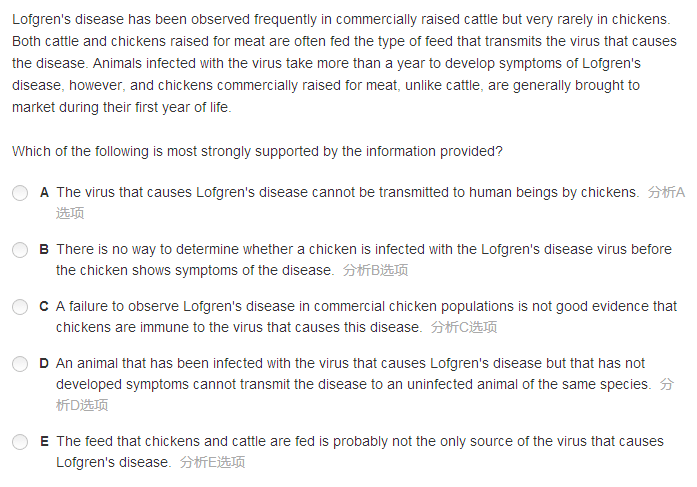 Lofgren's disease has been observed frequently in commercially raised cattle but very rarely in chickens.
Both cattle and chickens raised for meat are often fed the type of feed that transmits the virus that causes
the disease. Animals infected with the virus take more than a year to develop symptoms of Lofgren's
disease, however, and chickens commercially raised for meat, unlike cattle, are generally brought to
market during their first year of life.
Which of the following is most strongly supported by the information provided?
A The virus that causes Lofgren's disease cannot be transmitted to human beings by chickens. 分析A
选项
B There is no way to determine whether a chicken is infected with the Lofgren's disease virus before
the chicken shows symptoms of the disease. 分析B选项
C A failure to observe Lofgren's disease in commercial chicken populations is not good evidence that
chickens are immune to the virus that causes this disease. 分析C选项
D An animal that has been infected with the virus that causes Lofgren's disease but that has not
developed symptoms cannot transmit the disease to an uninfected animal of the same species. 分
析D选项
E The feed that chickens and cattle are fed is probably not the only source of the virus that causes
Lofgren's disease. 分析E选项